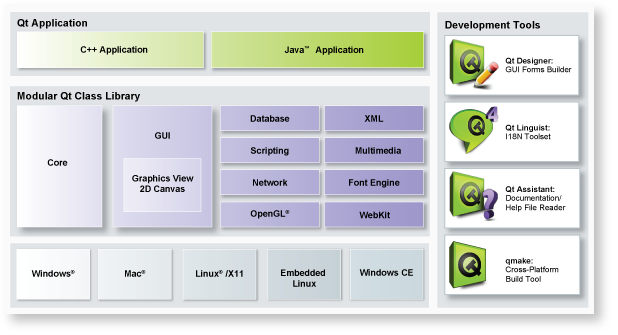 Qt Application
C++ Application
Java™ Application
Modular Qt Class Library
Core
GUI
Graphics View
2D Canvas
Database
XML
Scripting
Multimedia
Network
Font Engine
OpenGL®
WebKit
Windows®
Mac®
Linux® /X11
Embedded
Linux
Windows CE
Development Tools
Qt Designer:
GUI Forms Builder
Qt Linguist:
I18N Toolset
Qt Assistant:
Documentation/
Help File Reader
qmake:
Cross-Platform
Build Tool